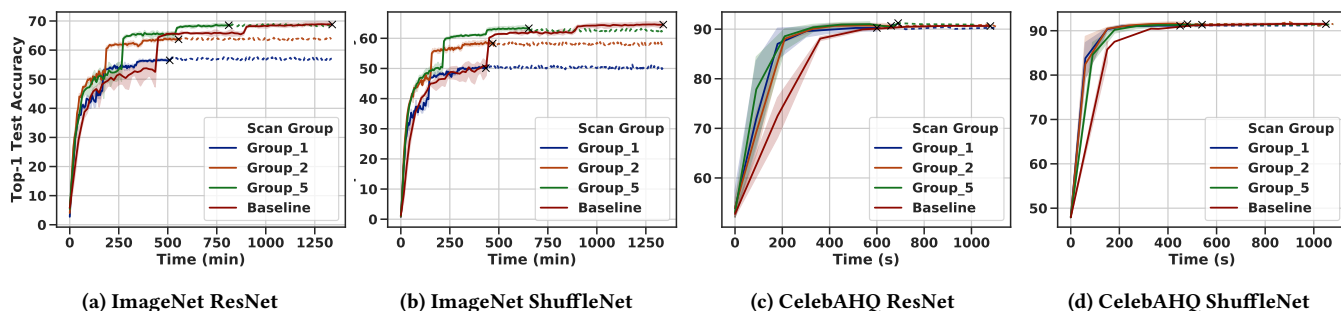 Top-1 Test Accuracy
70
60
50
40
30
20
10
0
0 250 500 750 1000 1250
Time (min)
Scan Group
Group_1
Group_2
Group_5
Baseline
(a) ImageNet ResNet
60
50
40
30
20
10
0
0 250 500 750 1000 1250
Time (min)
Scan Group
Group_1
Group_2
Group_5
Baseline
(b) ImageNet ShuffleNet
90
80
70
60
0 200 400 600 800 1000
Time (s)
Scan Group
Group_1
Group_2
Group_5
Baseline
(c) CelebAHQ ResNet
90
80
70
60
50
0 200 400 600 800 1000
Time (s)
Scan Group
Group_1
Group_2
Group_5
Baseline
(d) CelebAHQ ShuffleNet